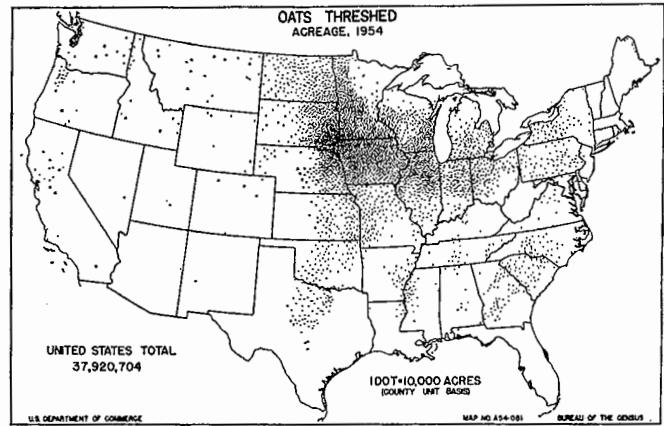 OATS THRESHED
ACREAGE, 1954
UNITED STATES TOTAL
37,920,704
1 DOT=10,000 ACRES
(COUNTY UNIT BASIS)
U.S. DEPARTMENT OF COMMERCE
MAP NO. A54-081
BUREAU OF THE CENSUS